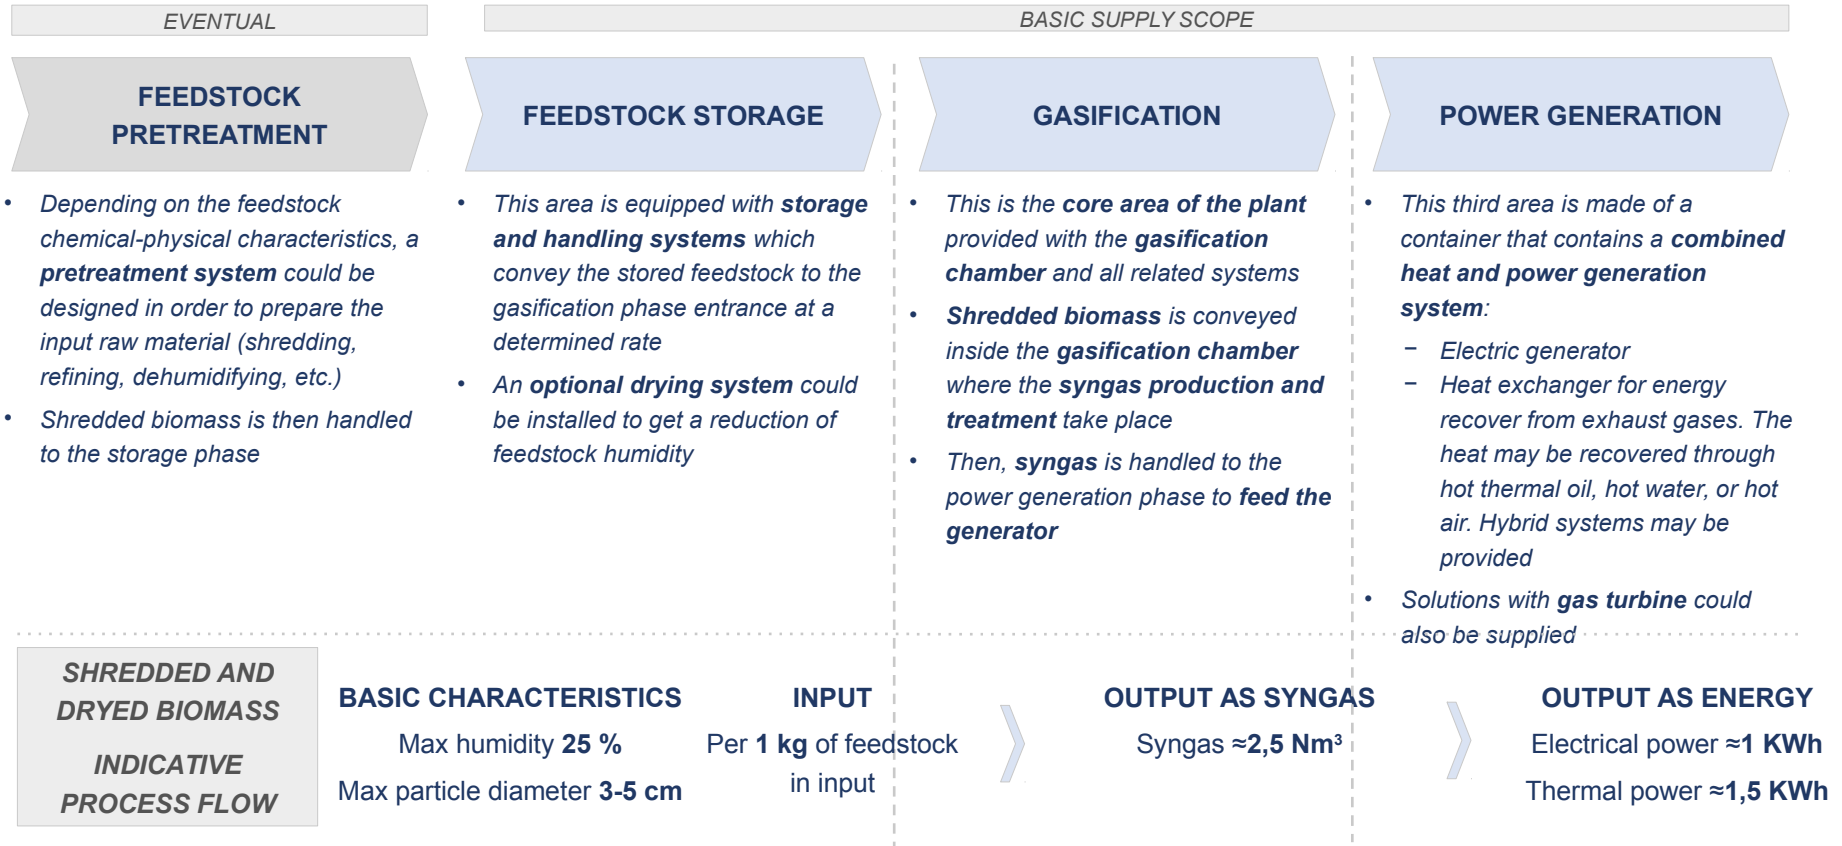 EVENTUAL
BASIC SUPPLY SCOPE
FEEDSTOCK
PRETREATMENT
FEEDSTOCK STORAGE
GASIFICATION
POWER GENERATION
• Depending on the feedstock
chemical-physical characteristics, a
pretreatment system could be
designed in order to prepare the
input raw material (shredding,
refining, dehumidifying, etc.)
• Shredded biomass is then handled
to the storage phase
• This area is equipped with storage
and handling systems which
convey the stored feedstock to the
gasification phase entrance at a
determined rate
• An optional drying system could
be installed to get a reduction of
feedstock humidity
• This is the core area of the plant
provided with the gasification
chamber and all related systems
• Shredded biomass is conveyed
inside the gasification chamber
where the syngas production and
treatment take place
• Then, syngas is handled to the
power generation phase to feed the
generator
• This third area is made of a
container that contains a combined
heat and power generation
system:
− Electric generator
− Heat exchanger for energy
recover from exhaust gases. The
heat may be recovered through
hot thermal oil, hot water, or hot
air. Hybrid systems may be
provided
• Solutions with gas turbine could
also be supplied
SHREDDED AND
DRYED BIOMASS
INDICATIVE
PROCESS FLOW
BASIC CHARACTERISTICS
Max humidity 25 %
Max particle diameter 3-5 cm
INPUT
Per 1 kg of feedstock
in input
OUTPUT AS SYNGAS
Syngas ≈2,5 Nm³
OUTPUT AS ENERGY
Electrical power ≈1 KWh
Thermal power ≈1,5 KWh